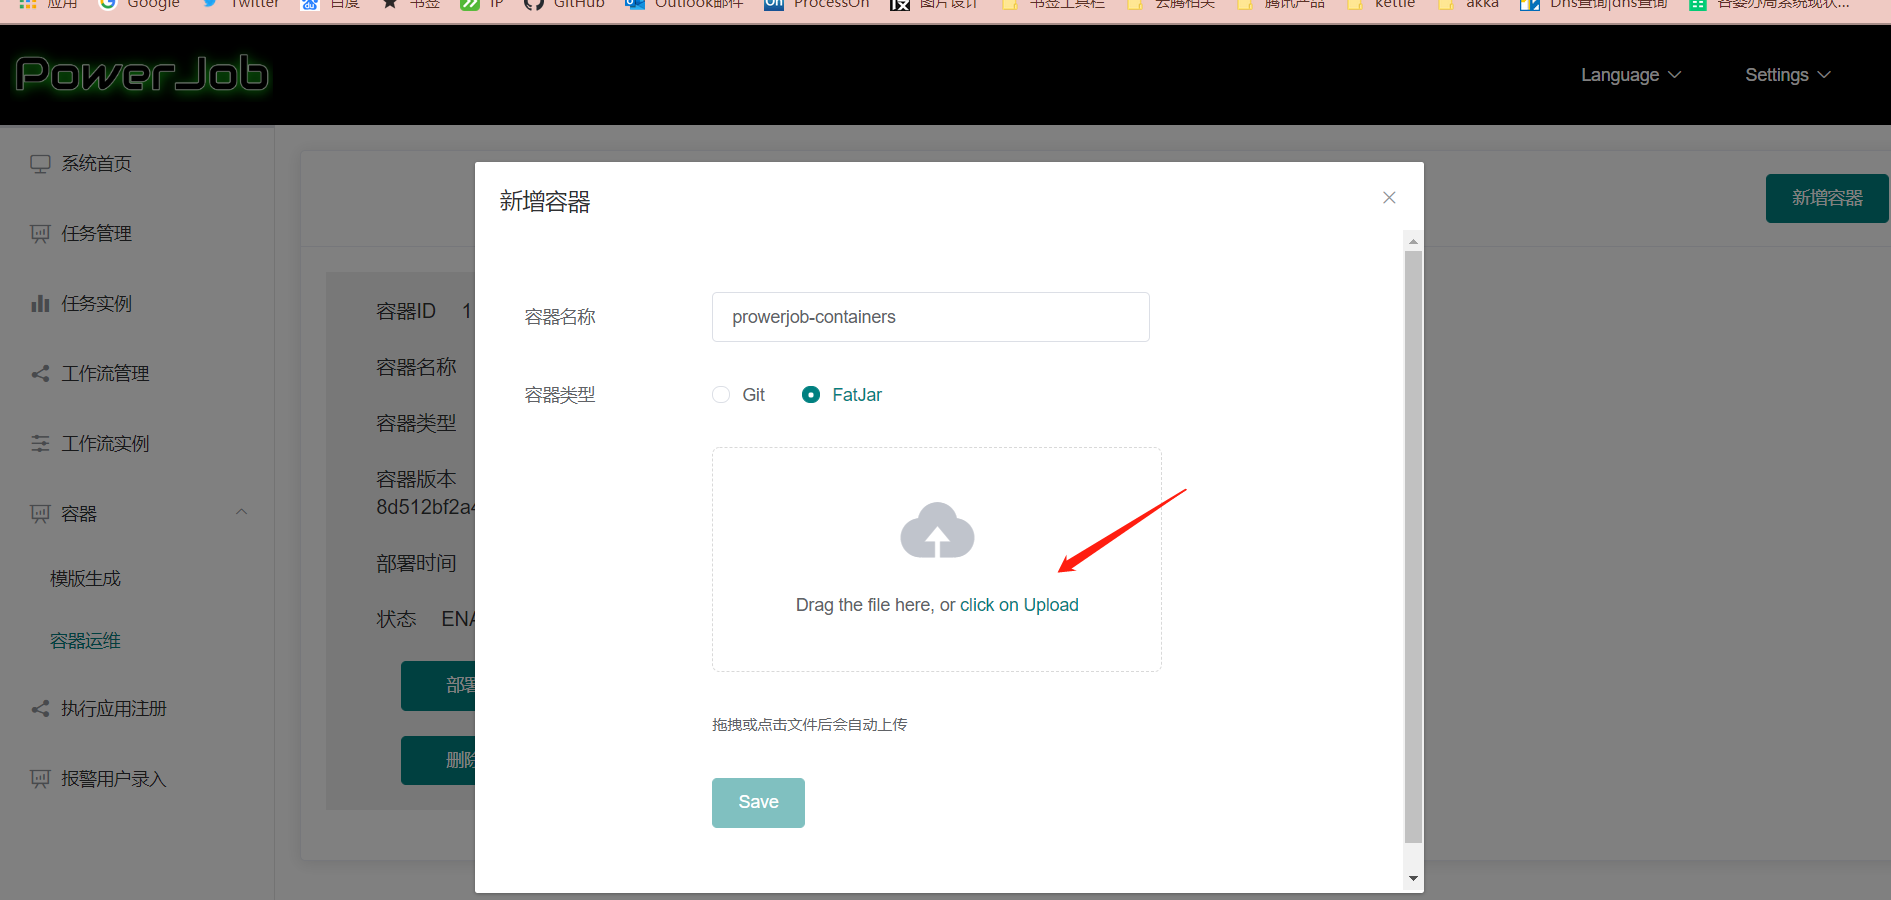 应用 Google Twitter 百度 书签 IP GitHub Outlook邮件 ProcessOn 图片设计 书签工具栏 云腾相关 腾讯产品 kettle akka Dns查询|dns查询 各委办局系统现状...
PowerJob
Language
Settings
系统首页
任务管理
任务实例
工作流管理
工作流实例
容器
模版生成
容器运维
执行应用注册
报警用户录入
新增容器
容器ID 1
容器名称
容器类型
容器版本
8d512bf2a4
部署时间
状态 ENA
部署
删除
新增容器
容器名称
prowerjob-containers
容器类型
Git
FatJar
Drag the file here, or click on Upload
拖拽或点击文件后会自动上传
Save